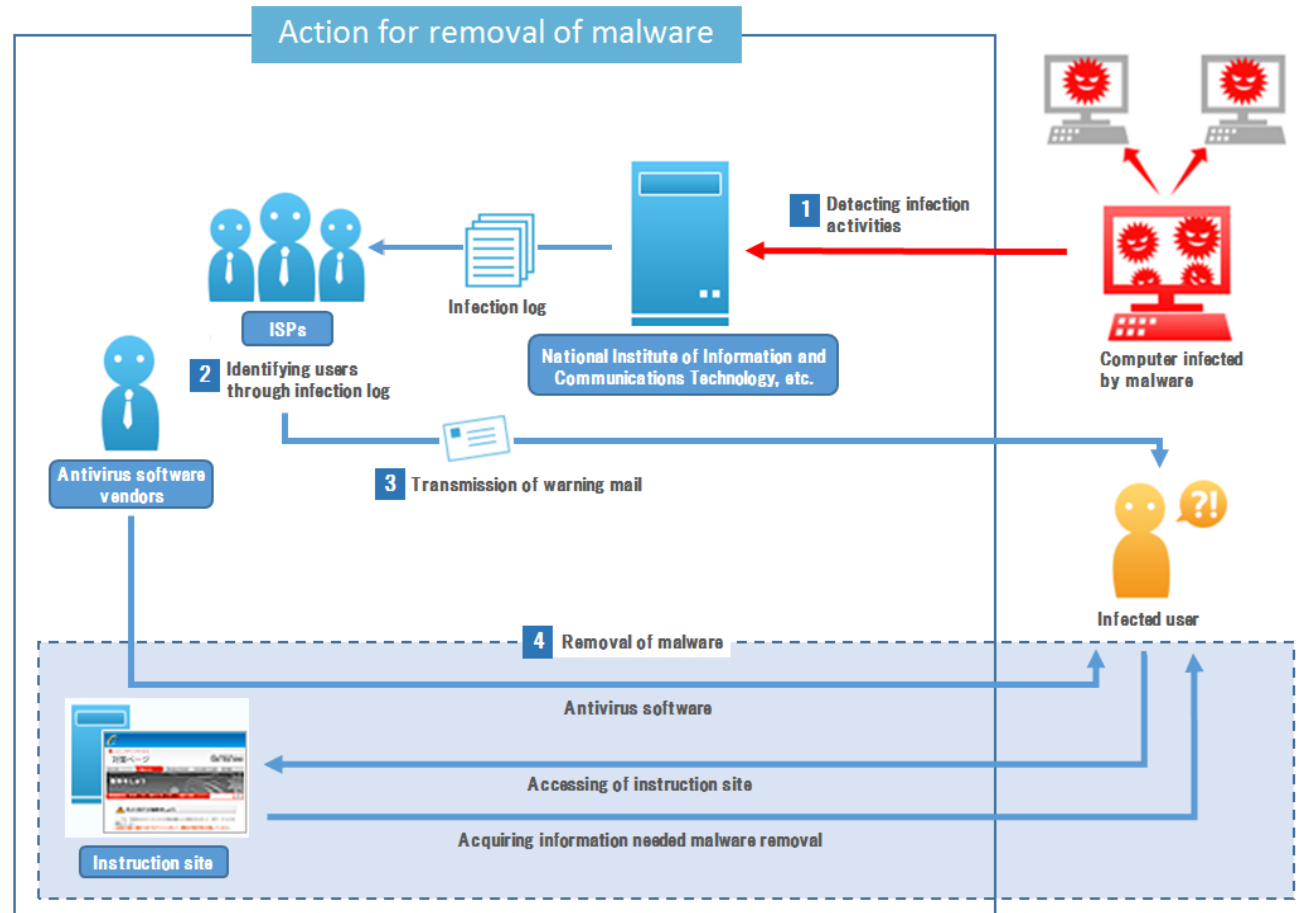 Action for removal of malware
1
Detecting infection
activities
Infection log
ISPs
National Institute of Information and
Communications Technology, etc.
Computer infected
by malware
2
Identifying users
through infection log
Antivirus software
vendors
3
Transmission of warning mail
?!
Infected user
4
Removal of malware
Antivirus software
対策ページ
Accessing of instruction site
Acquiring information needed malware removal
Instruction site